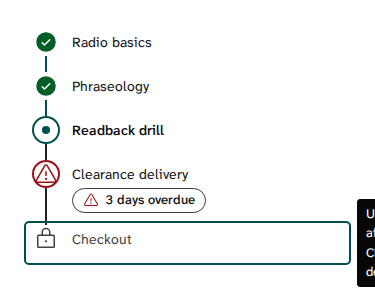 Radio basics
Phraseology
Readback drill
Clearance delivery
3 days overdue
Checkout